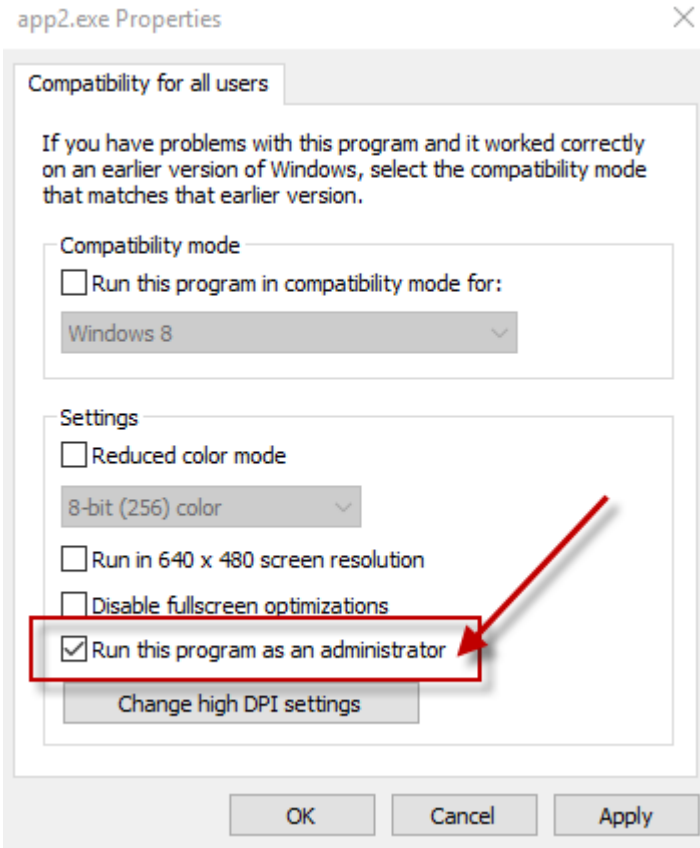 app2.exe Properties
Compatibility for all users
If you have problems with this program and it worked correctly
on an earlier version of Windows, select the compatibility mode
that matches that earlier version.
Compatibility mode
Run this program in compatibility mode for:
Windows 8
Settings
Reduced color mode
8-bit (256) color
Run in 640 x 480 screen resolution
Disable fullscreen optimizations
Run this program as an administrator
Change high DPI settings
OK Cancel Apply